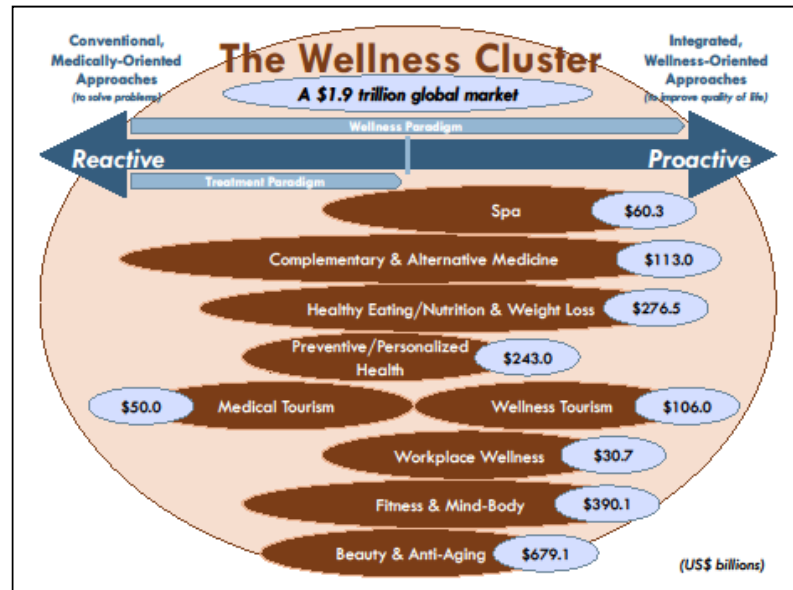 Conventional,
Medically-Oriented
Approaches
(to solve problems)
The Wellness Cluster
A $1.9 trillion global market
Integrated,
Wellness-Oriented
Approaches
(to improve quality of life)
Wellness Paradigm
Reactive
Proactive
Treatment Paradigm
Spa
$60.3
Complementary & Alternative Medicine
$113.0
Healthy Eating/Nutrition & Weight Loss
$276.5
Preventive/Personalized
Health
$243.0
$50.0
Medical Tourism
Wellness Tourism
$106.0
Workplace Wellness
$30.7
Fitness & Mind-Body
$390.1
Beauty & Anti-Aging
$679.1
(US$ billions)